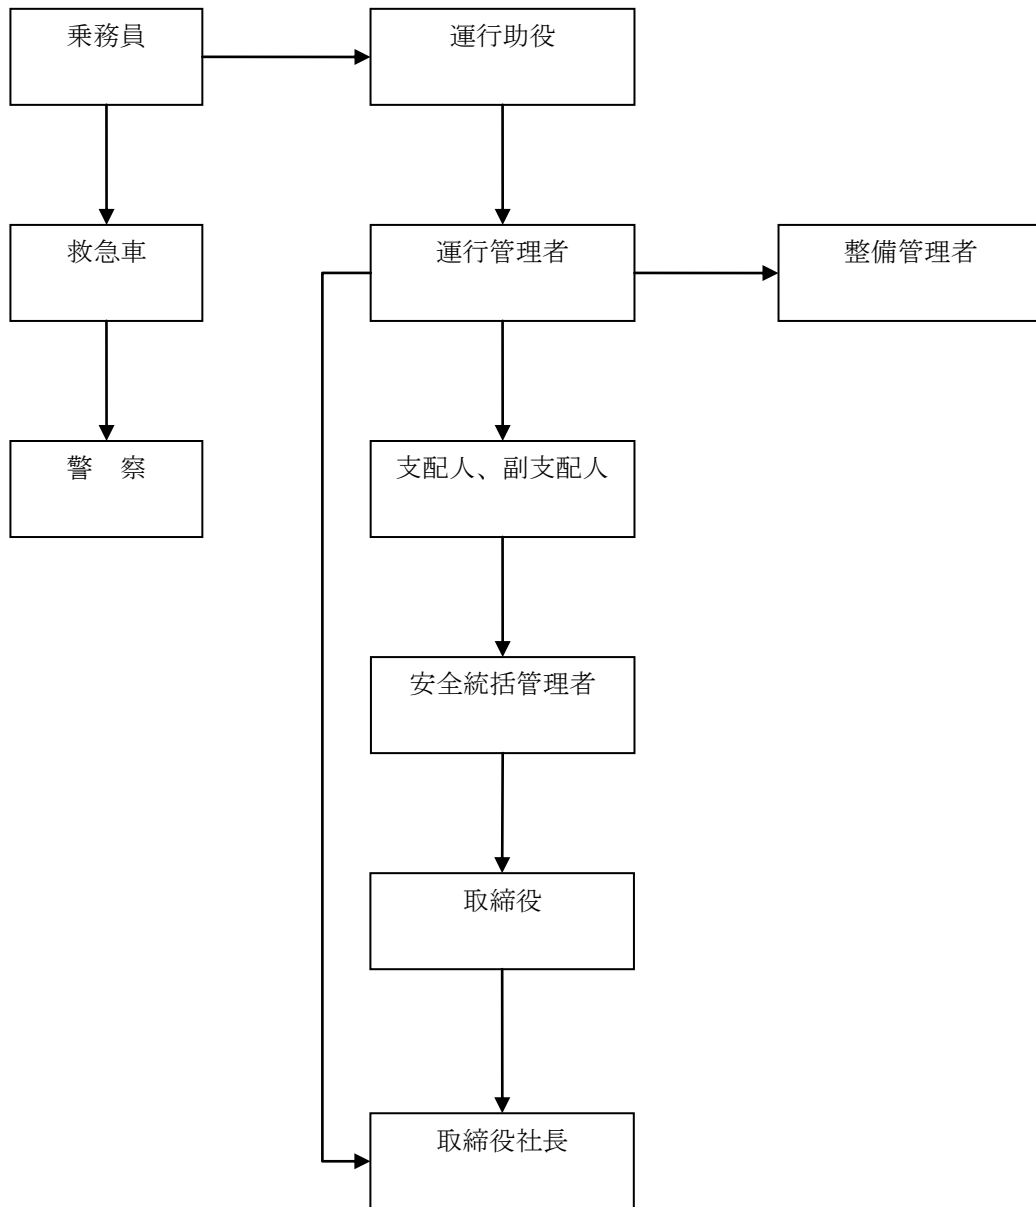 乗務員
運行助役
救急車
運行管理者
整備管理者
警　察
支配人、副支配人
安全統括管理者
取締役
取締役社長